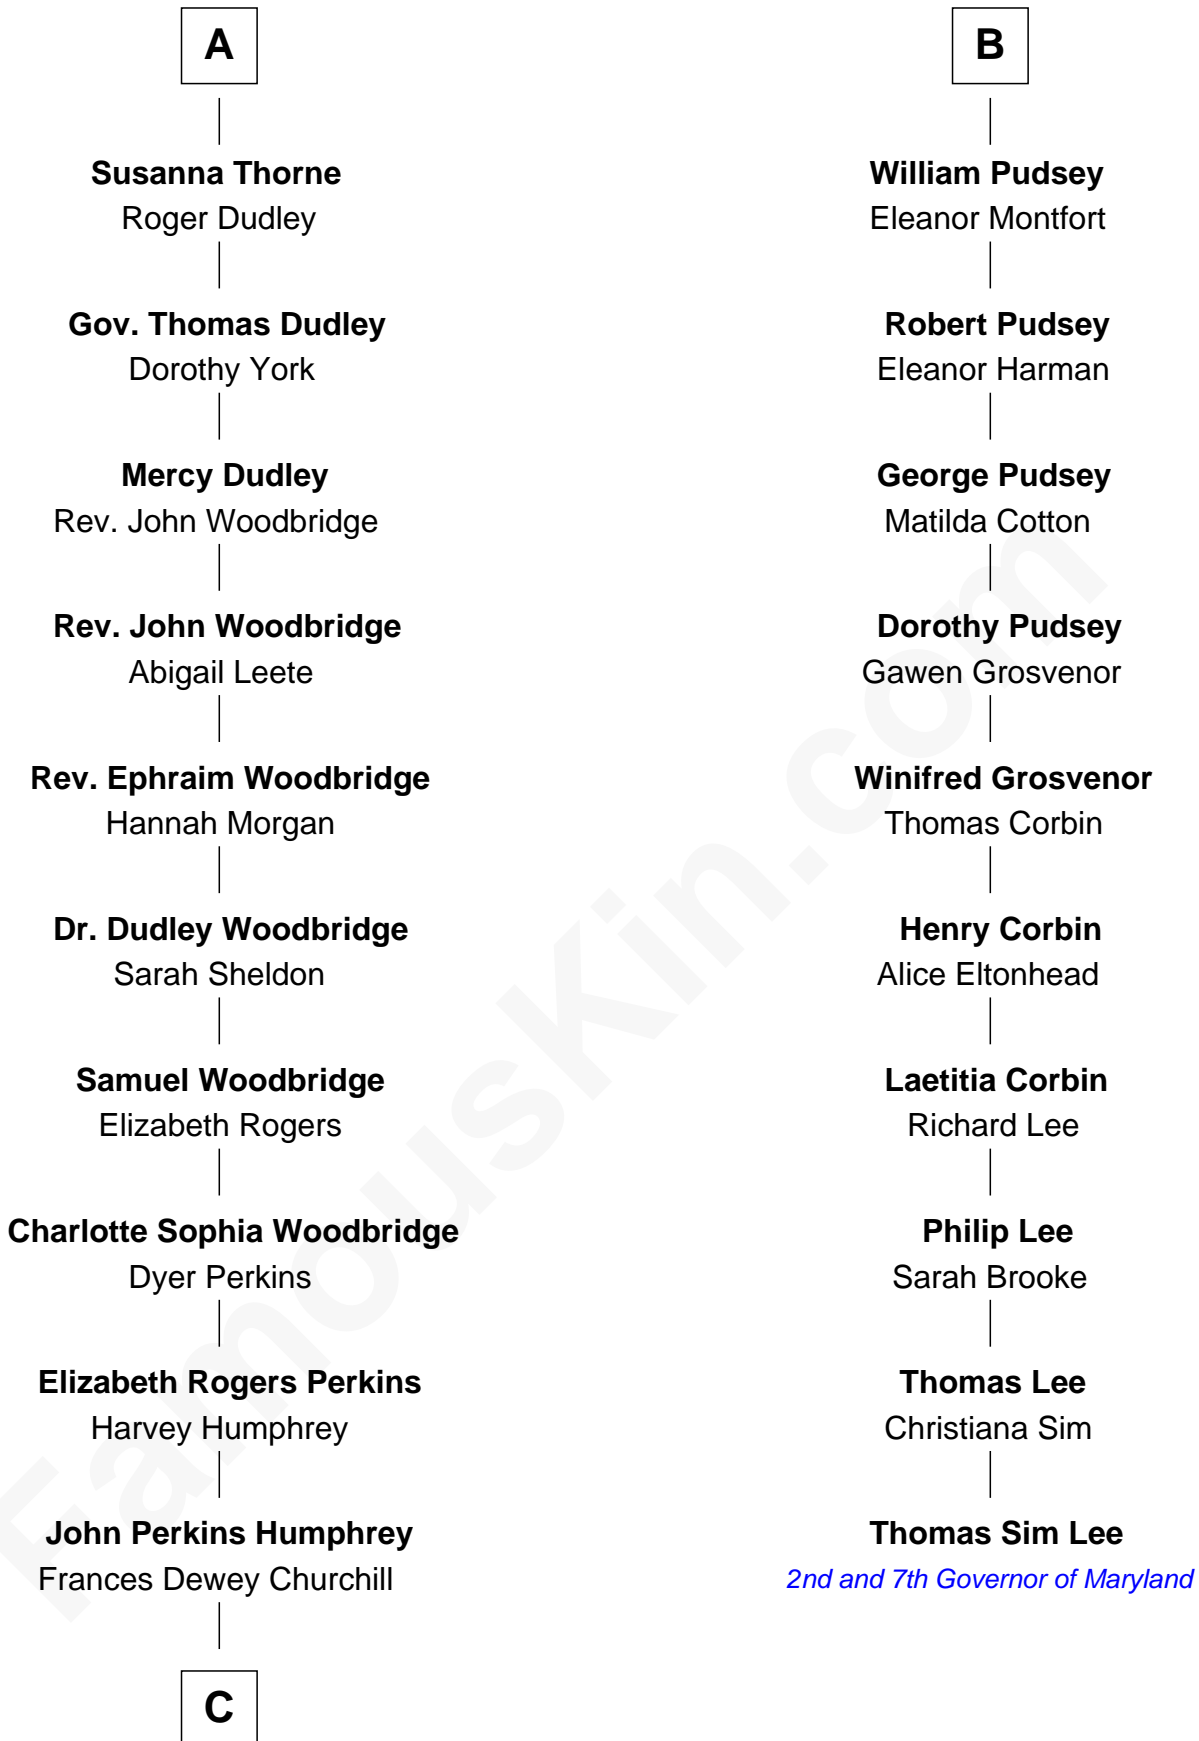 A
Susanna Thorne
Roger Dudley
Gov. Thomas Dudley
Dorothy York
Mercy Dudley
Rev. John Woodbridge
Rev. John Woodbridge
Abigail Leete
Rev. Ephraim Woodbridge
Hannah Morgan
Dr. Dudley Woodbridge
Sarah Sheldon
Samuel Woodbridge
Elizabeth Rogers
Charlotte Sophia Woodbridge
Dyer Perkins
Elizabeth Rogers Perkins
Harvey Humphrey
John Perkins Humphrey
Frances Dewey Churchill
C
B
William Pudsey
Eleanor Montfort
Robert Pudsey
Eleanor Harman
George Pudsey
Matilda Cotton
Dorothy Pudsey
Gawen Grosvenor
Winifred Grosvenor
Thomas Corbin
Henry Corbin
Alice Eltonhead
Laetitia Corbin
Richard Lee
Philip Lee
Sarah Brooke
Thomas Lee
Christiana Sim
Thomas Sim Lee
2nd and 7th Governor of Maryland
FamousKin.com